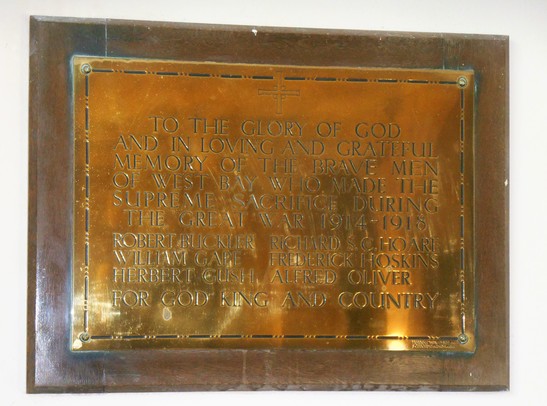 TO THE GLORY OF GOD
AND IN LOVING AND GRATEFUL
MEMORY OF THE BRAVE MEN
OF WEST BAY WHO MADE THE
SUPREME SACRIFICE DURING
THE GREAT WAR 1914-1918
ROBERT BUCKLER RICHARD S.G. HOARE
WILLIAM GAPE FREDERICK HOSKINS
HERBERT GUSH ALFRED OLIVER
FOR GOD KING AND COUNTRY